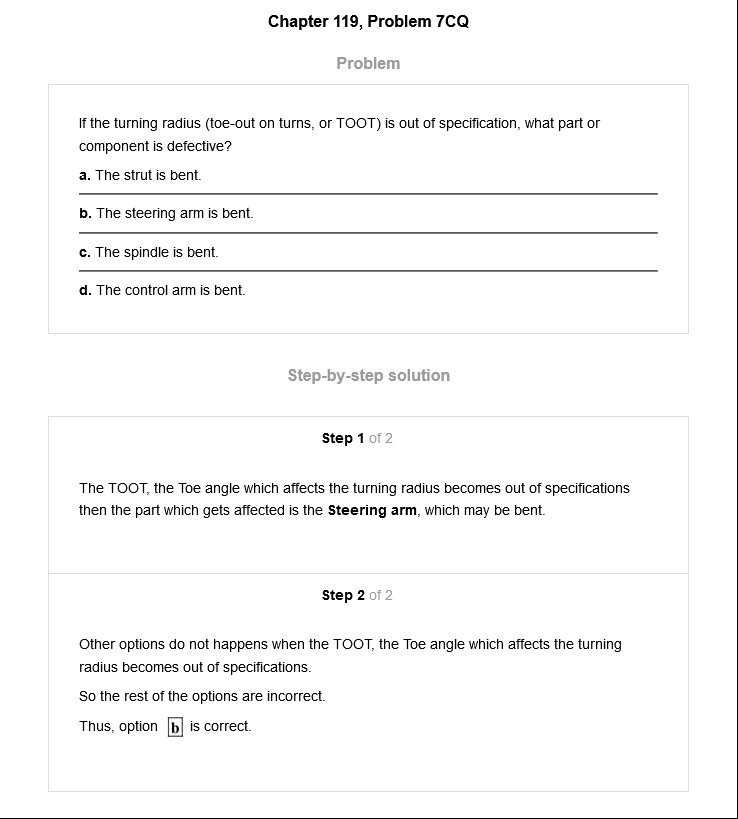 Chapter 119, Problem 7CQ
Problem
If the turning radius (toe-out on turns, or TOOT) is out of specification, what part or
component is defective?
a. The strut is bent.
b. The steering arm is bent.
c. The spindle is bent.
d. The control arm is bent.
Step-by-step solution
Step 1 of 2
The TOOT, the Toe angle which affects the turning radius becomes out of specifications
then the part which gets affected is the Steering arm, which may be bent.
Step 2 of 2
Other options do not happens when the TOOT, the Toe angle which affects the turning
radius becomes out of specifications.
So the rest of the options are incorrect.
Thus, option b is correct.